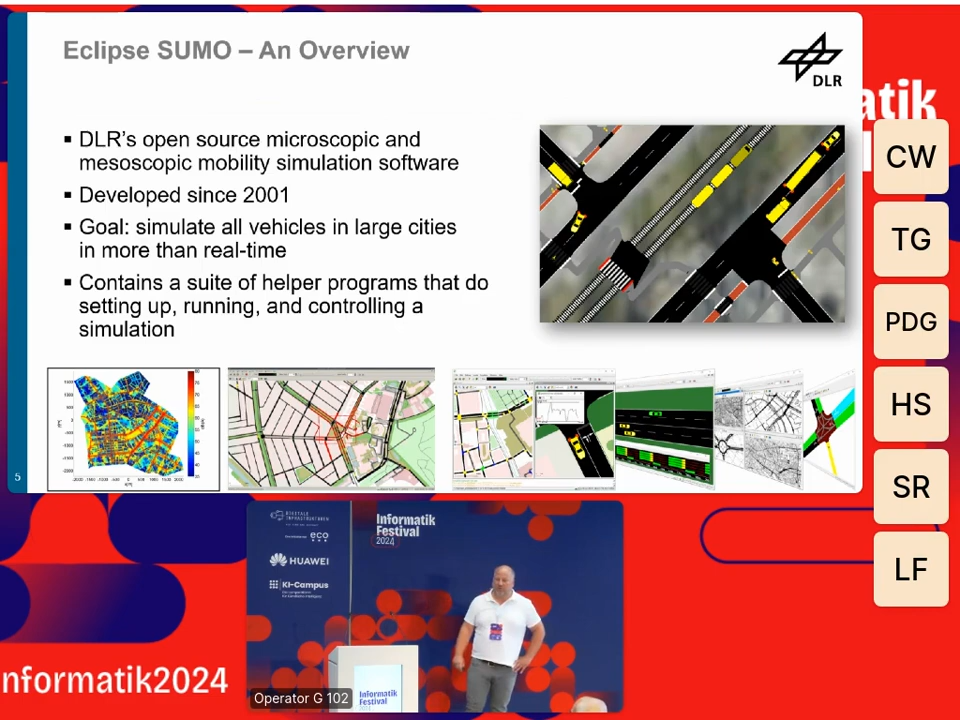 Eclipse SUMO – An Overview
DLR
▪ DLR's open source microscopic and
mesoscopic mobility simulation software
▪ Developed since 2001
▪ Goal: simulate all vehicles in large cities
in more than real-time
▪ Contains a suite of helper programs that do
setting up, running, and controlling a
simulation
5
atik
CW
TG
PDG
HS
SR
LF
DIGITALE
INFRASTRUKTUREN
eco
HUAWEI
KI-Campus
Informatik
Festival
2024
Informatik
Festival
Operator G 102
nformatik2024